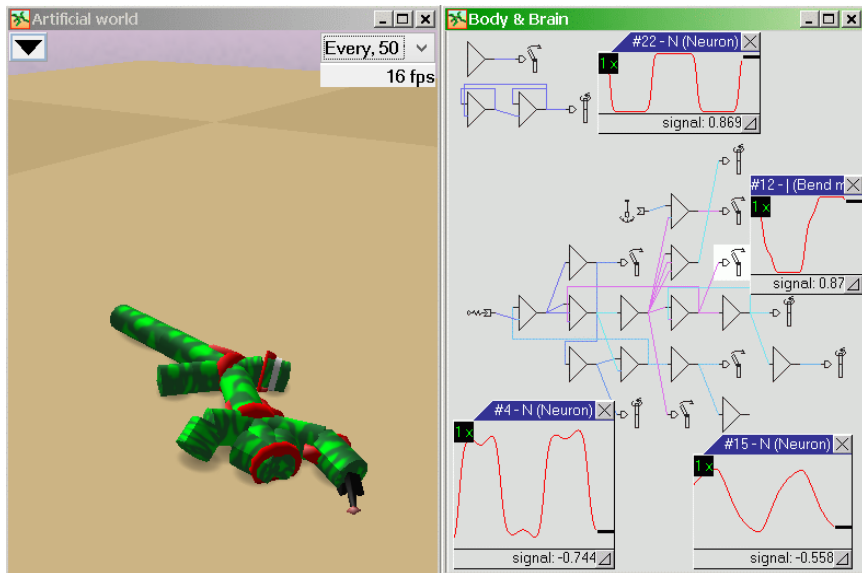 Artificial world
Every, 50
16 fps
Body & Brain
#22 - N (Neuron)
1 x
signal: 0.869
#12 - | (Bend m
1 x
signal: 0.87
#4 - N (Neuron)
1 x
signal: -0.744
#15 - N (Neuron)
1 x
signal: -0.558